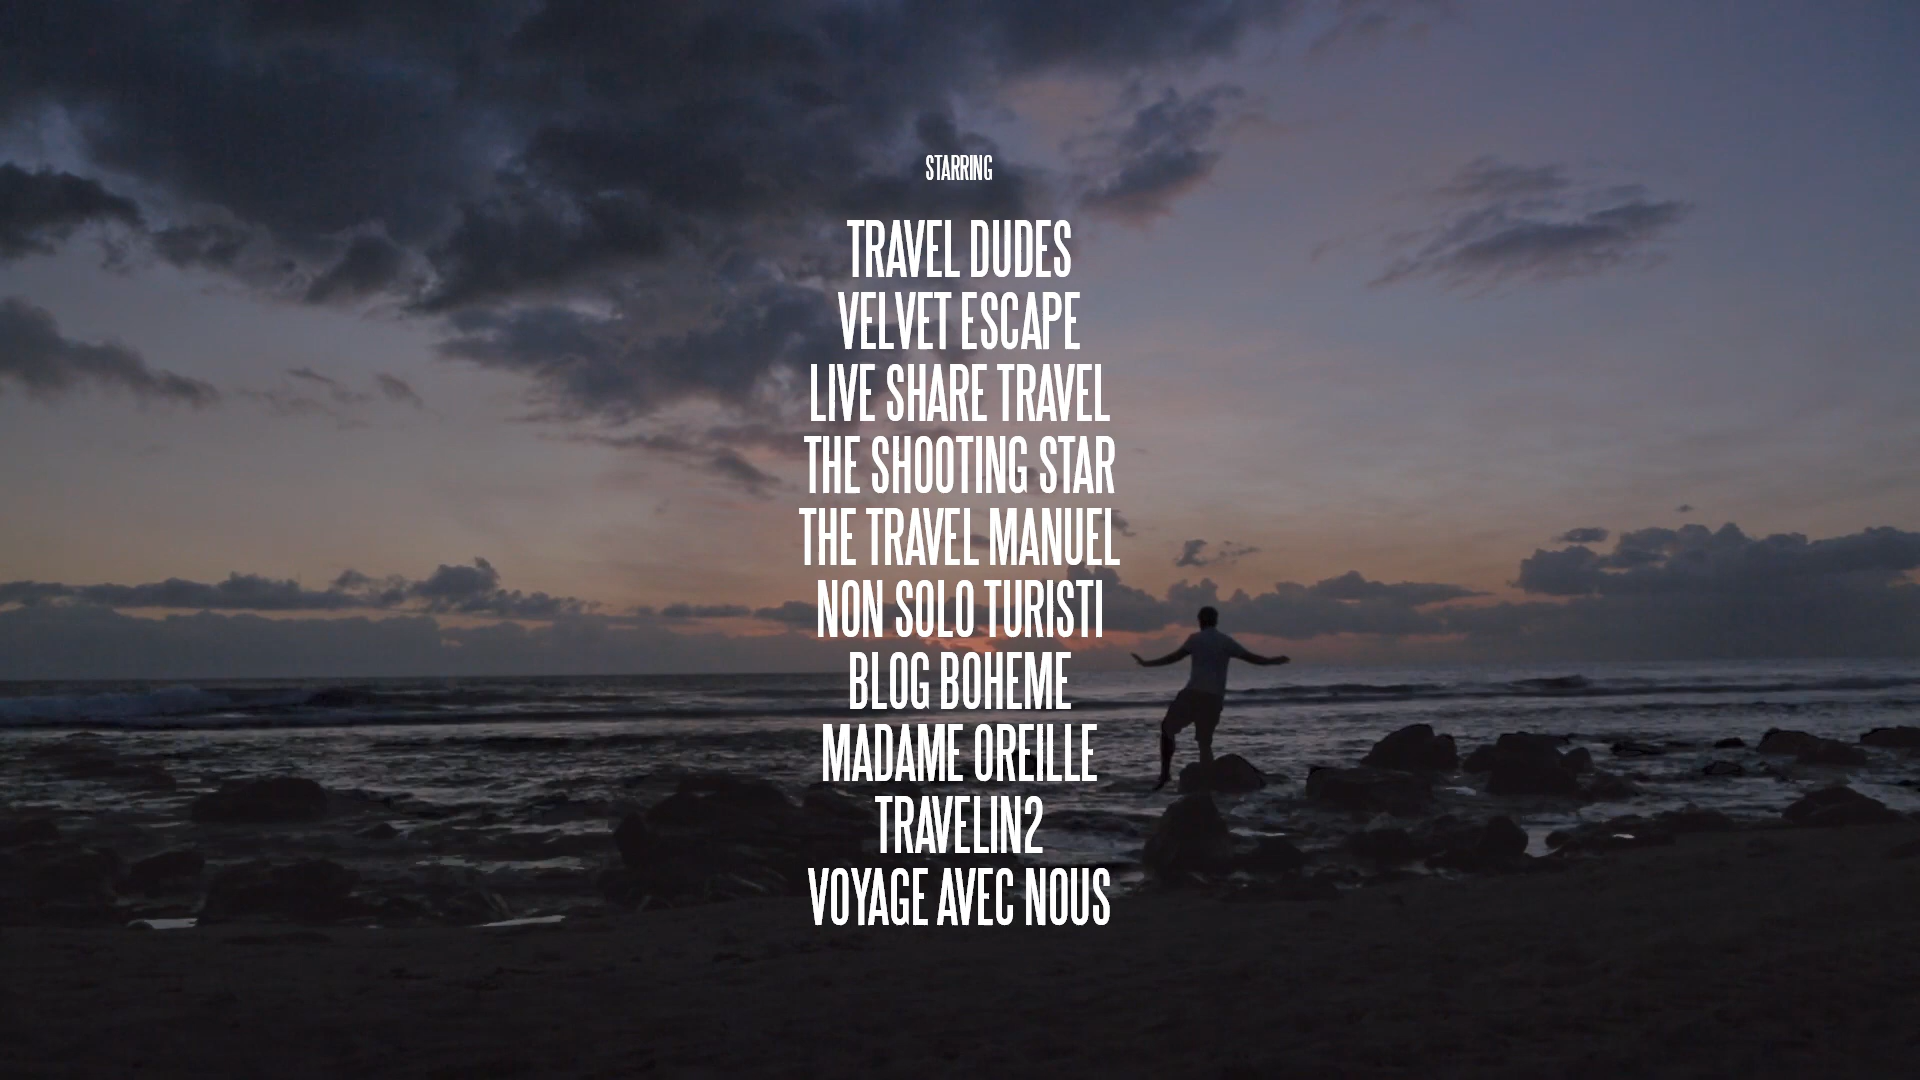 STARRING
TRAVEL DUDES
VELVET ESCAPE
LIVE SHARE TRAVEL
THE SHOOTING STAR
THE TRAVEL MANUEL
NON SOLO TURISTI
BLOG BOHEME
MADAME OREILLE
TRAVELIN2
VOYAGE AVEC NOUS